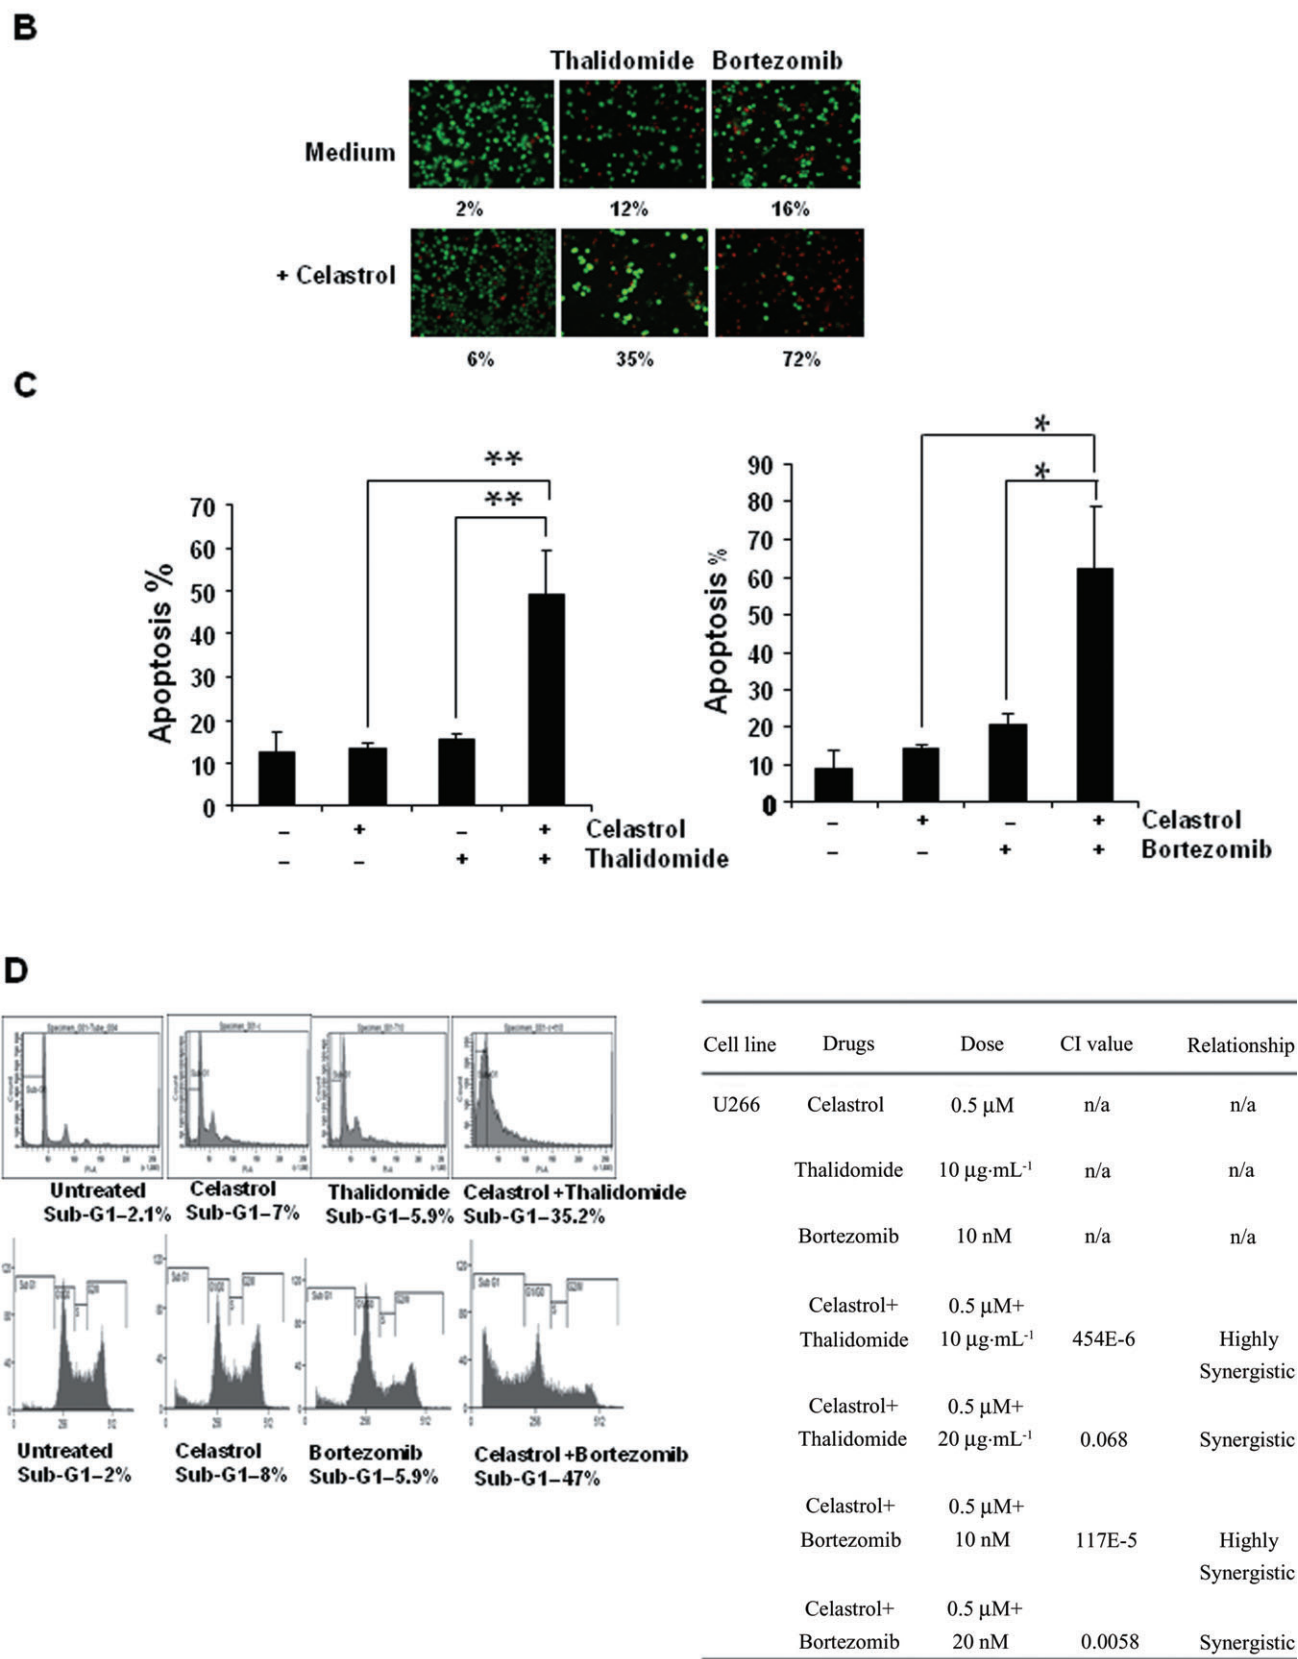 B
Thalidomide Bortezomib
Medium
2% 12% 16%
+ Celastrol
6% 35% 72%
C
** 
**
70
60
50
40
30
20
10
0
Apoptosis %
– + – + Celastrol
– – + + Thalidomide
*
*
90
80
70
60
50
40
30
20
10
0
Apoptosis %
– + – + Celastrol
– – + + Bortezomib
D
Untreated
Sub-G1–2.1%
Celastrol
Sub-G1–7%
Thalidomide
Sub-G1–5.9%
Celastrol +Thalidomide
Sub-G1–35.2%
Untreated
Sub-G1–2%
Celastrol
Sub-G1–8%
Bortezomib
Sub-G1–5.9%
Celastrol +Bortezomib
Sub-G1–47%
Cell line Drugs Dose CI value Relationship
U266 Celastrol 0.5 μM n/a n/a
Thalidomide 10 μg·mL-1 n/a n/a
Bortezomib 10 nM n/a n/a
Celastrol+ 0.5 μM+
Thalidomide 10 μg·mL-1 454E-6 Highly
Synergistic
Celastrol+ 0.5 μM+
Thalidomide 20 μg·mL-1 0.068 Synergistic
Celastrol+ 0.5 μM+
Bortezomib 10 nM 117E-5 Highly
Synergistic
Celastrol+ 0.5 μM+
Bortezomib 20 nM 0.0058 Synergistic